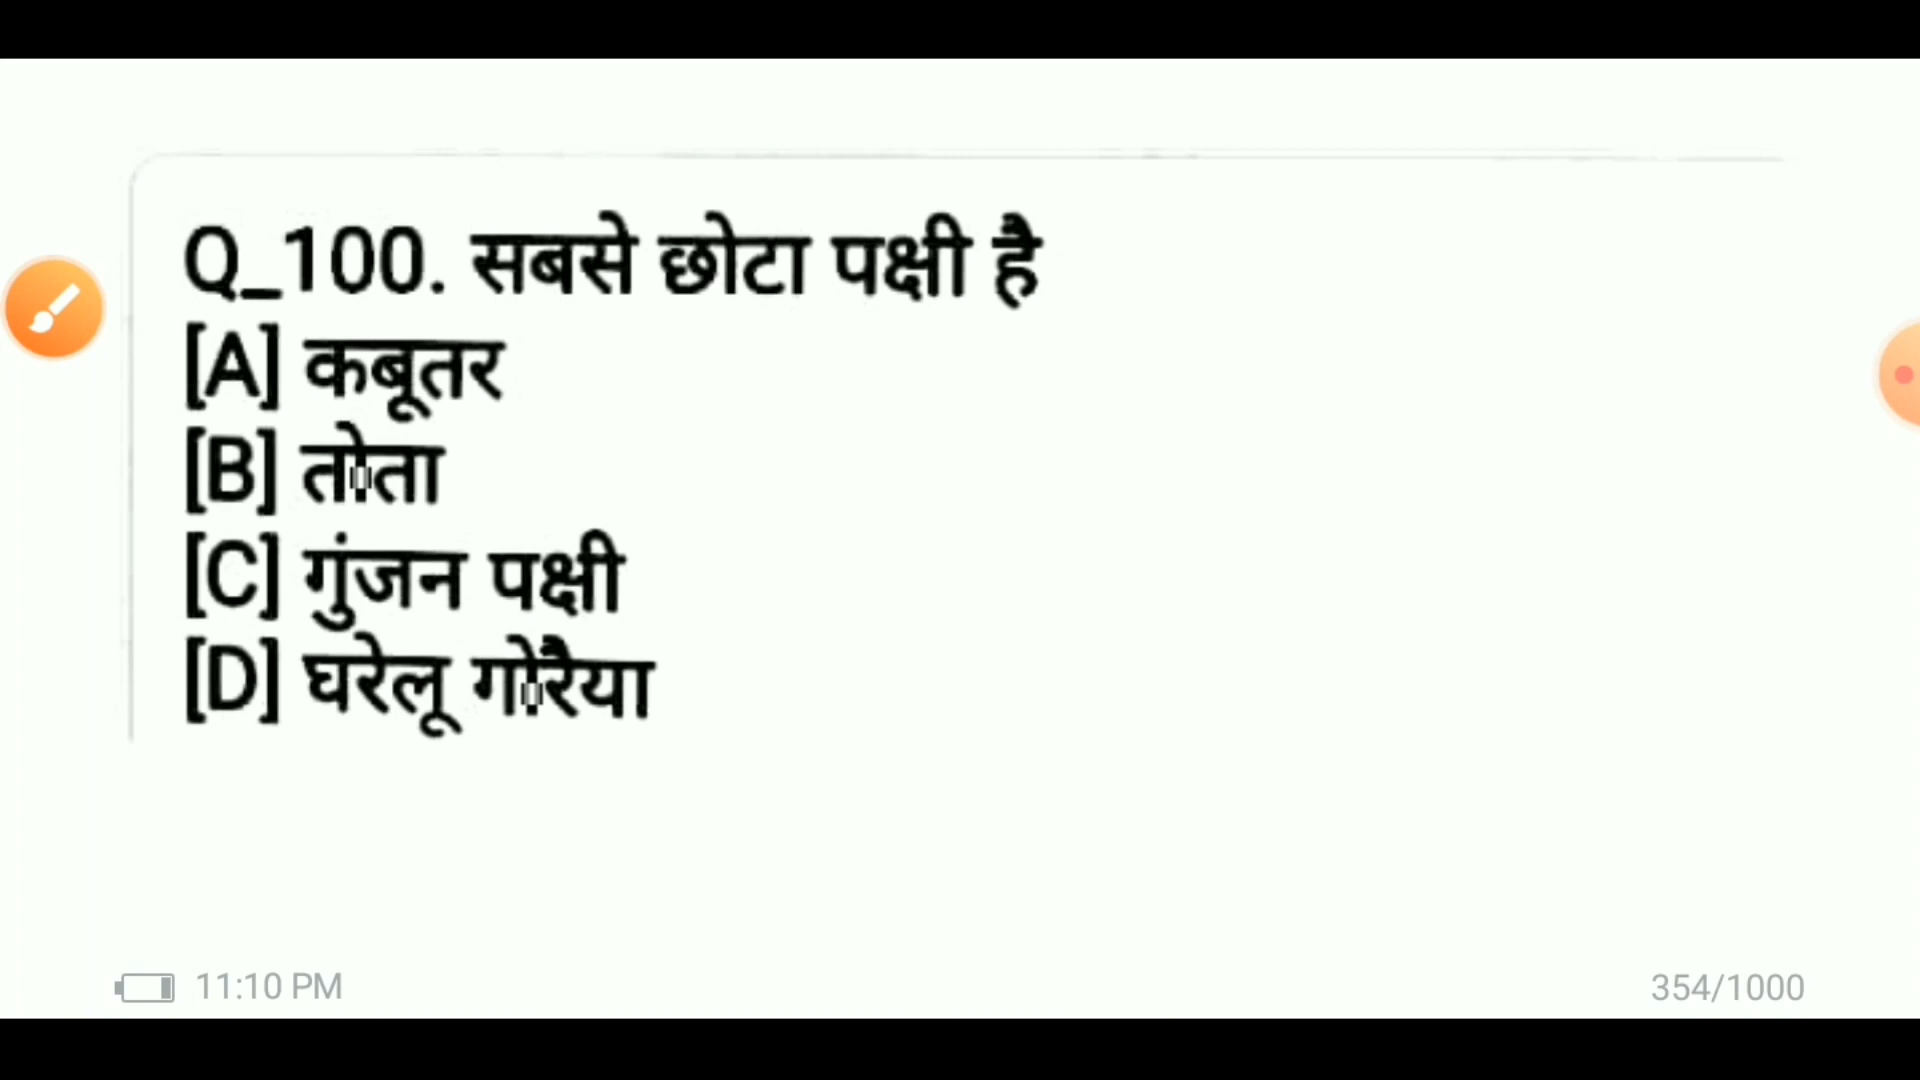 Q_100. सबसे छोटा पक्षी है
[A] कबूतर
[B] तोता
[C] गुंजन पक्षी
[D] घरेलू गोरैया
11:10 PM
354/1000